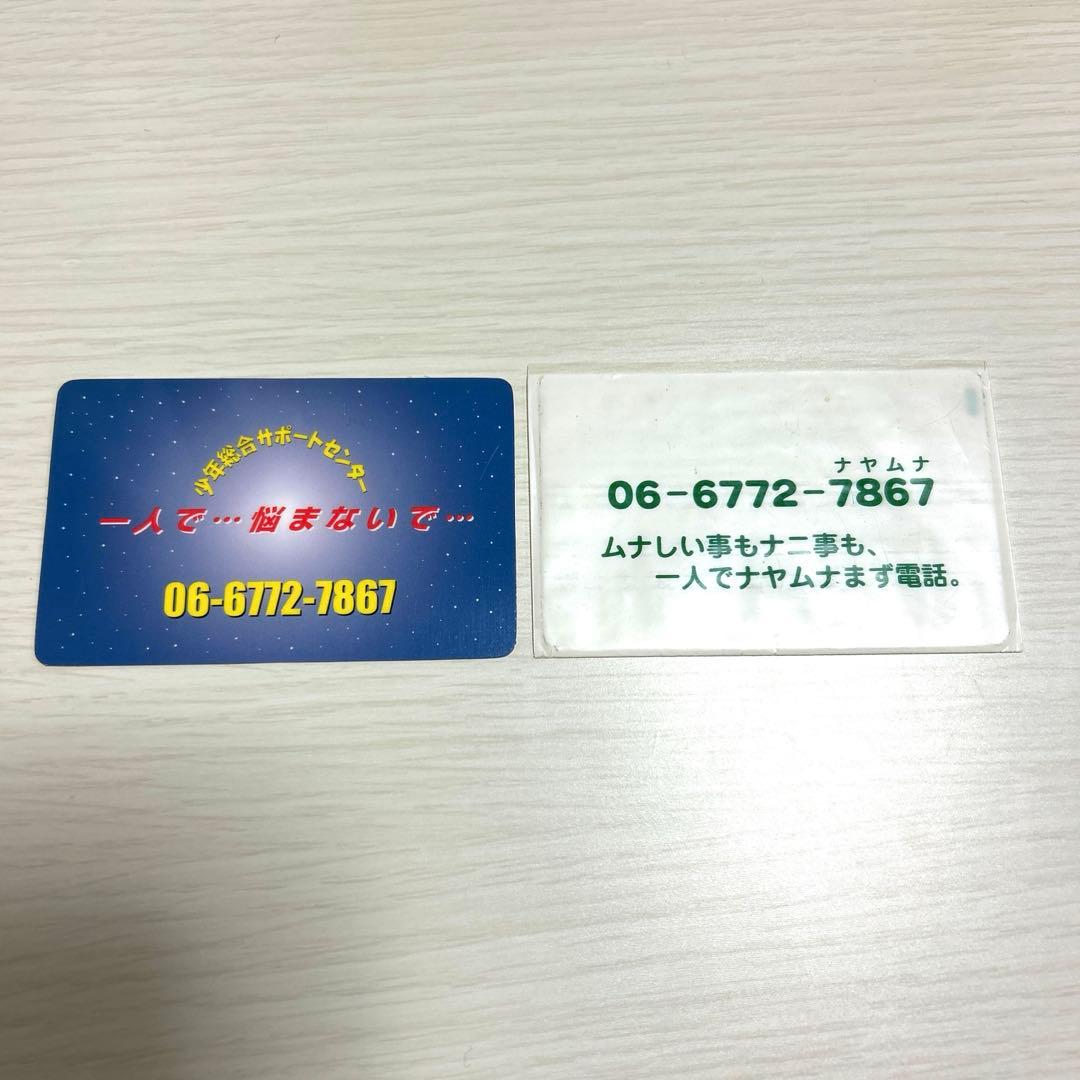 少年総合サポートセンター
一人で…悩まないで…
06-6772-7867
ナヤムナ
06-6772-7867
ムナしい事もナニ事も、
一人でナヤムナまず電話。